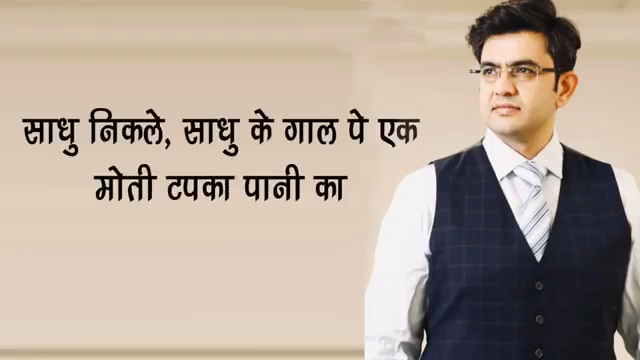 साधु निकले, साधु के गाल पे एक
मोती टपका पानी का